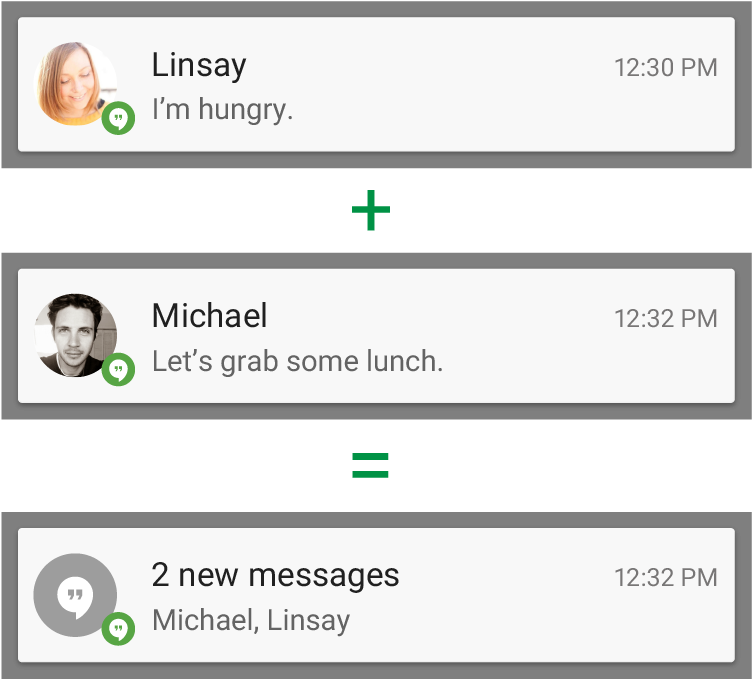 Linsay
12:30 PM
I’m hungry.
+
Michael
12:32 PM
Let’s grab some lunch.
=
2 new messages
12:32 PM
Michael, Linsay